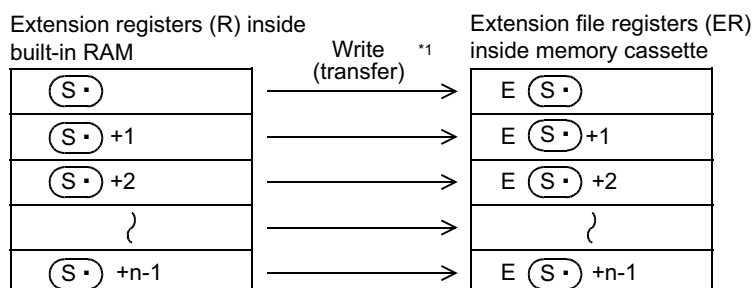 Extension registers (R) inside
built-in RAM
Write *1
(transfer)
Extension file registers (ER)
inside memory cassette
S・
E S・
S・ +1
E S・ +1
S・ +2
E S・ +2
S・ +n-1
E S・ +n-1